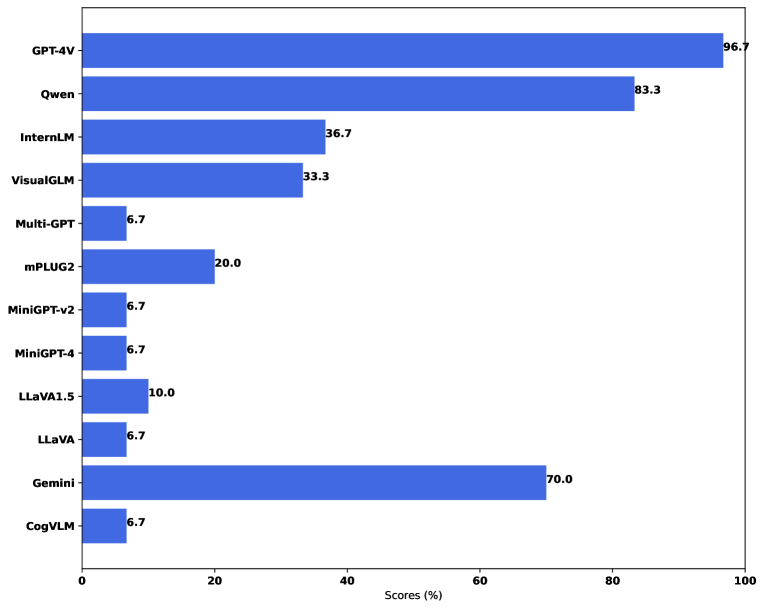 GPT-4V 96.7
Qwen 83.3
InternLM 36.7
VisualGLM 33.3
Multi-GPT 6.7
mPLUG2 20.0
MiniGPT-v2 6.7
MiniGPT-4 6.7
LLaVA1.5 10.0
LLaVA 6.7
Gemini 70.0
CogVLM 6.7
0 20 40 60 80 100
Scores (%)